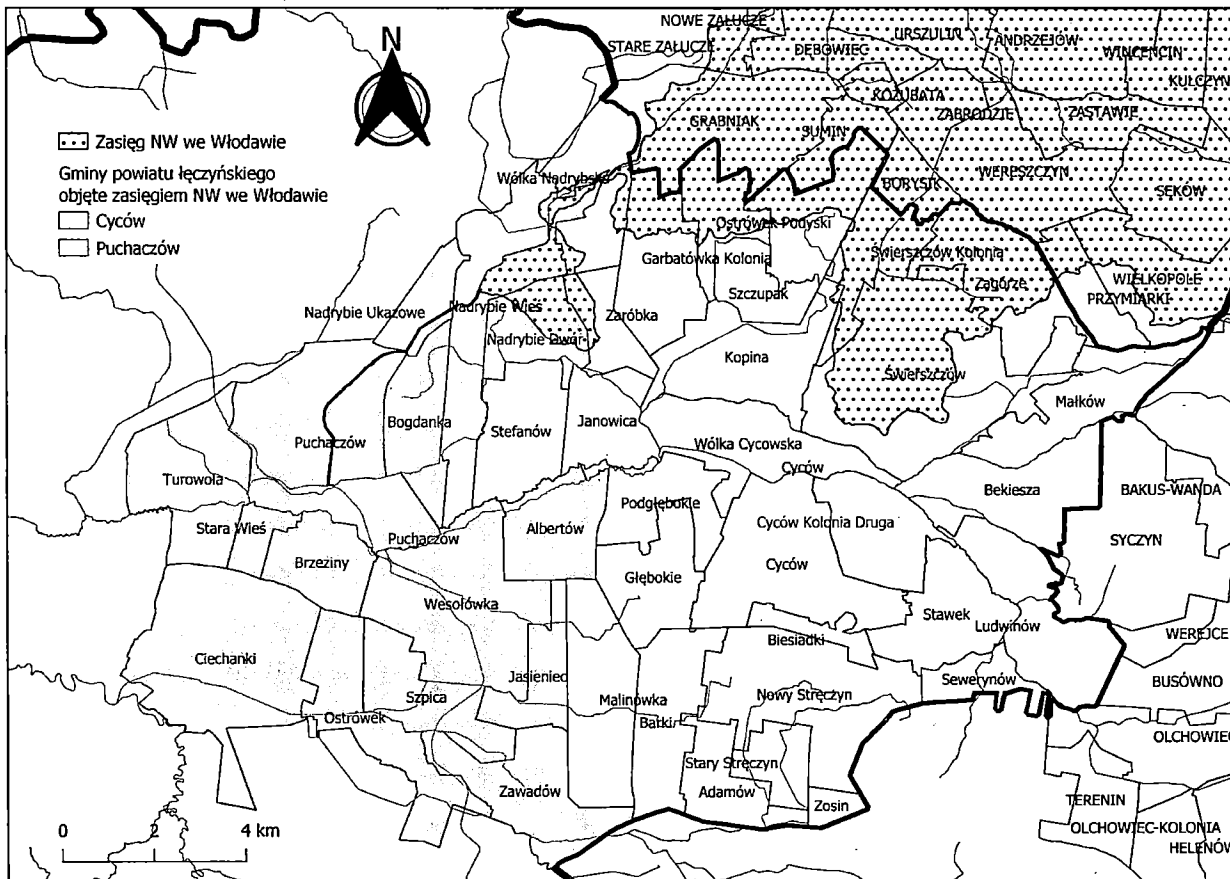 NOWE ZAŁUCZE
URSZULIN
STARE ZAŁUCZE
DĘBOWIEC
ANDRZEJÓW
WINCENCIN
KULCZYN
N
KOZUBATA
ZABRODZIE
ZASTAWIE
GRABNIAK
SUMIN
Zasięg NW we Włodawie
Gminy powiatu łęczyńskiego
objęte zasięgiem NW we Włodawie
Cyców
Puchaczów
Wólka Nadrybska
BORYSIK
WERESZCZYN
SĘKÓW
Ostrówek Podyski
Garbatówka Kolonia
Świerszczów Kolonia
Szczupak
Zagórze
WIELKOPOLE
PRZYMIARKI
Nadrybie Ukazowe
Nadrybie Wieś
Zaróbka
Nadrybie Dwór
Kopina
Świerszczów
Małków
Puchaczów
Bogdanka
Stefanów
Janowica
Wólka Cycowska
Cyców
Turowola
Bekiesza
BAKUS-WANDA
Stara Wieś
Puchaczów
Albertów
Podgłębokie
Cyców Kolonia Druga
SYCZYN
Brzeziny
Głębokie
Cyców
Wesołówka
Stawek
Ludwinów
WEREJCE
Biesiadki
Ciechanki
Jasieniec
Sewerynów
BUSÓWNO
Szpica
Malinówka
Nowy Stręczyn
Ostrówek
Barki
OLCHOWIEC
Stary Stręczyn
Zawadów
Adamów
Zosin
TERENIN
0 2 4 km
OLCHOWIEC-KOLONIA
HELENÓW